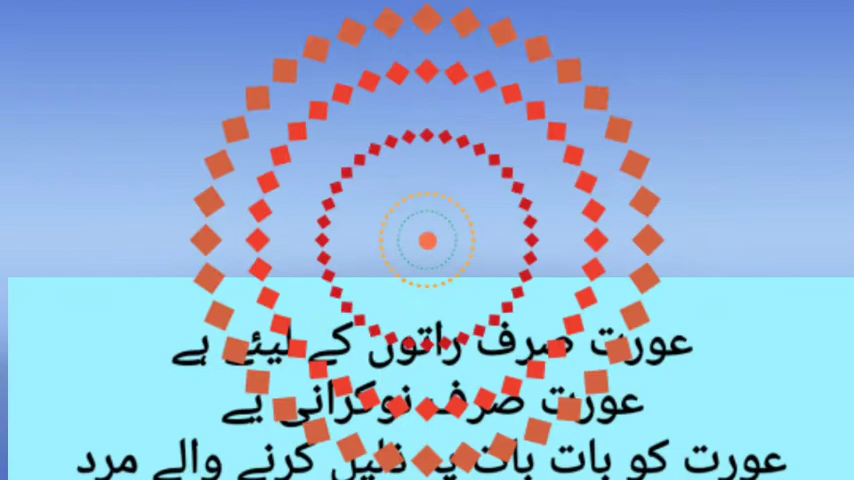 عورت صرف راتوں کے لیئے ہے
عورت صرف نوکرانی ہے
عورت کو بات بات پہ ذلیل کرنے والے مرد